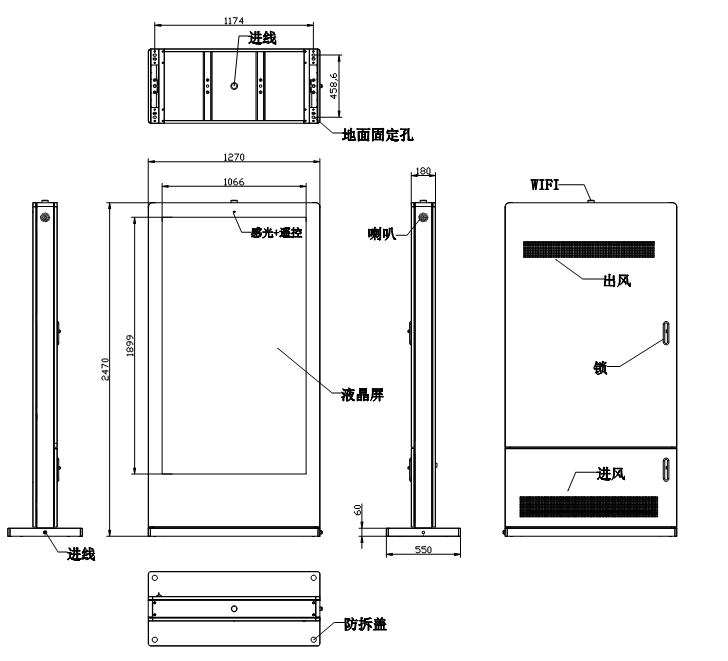 1174
进线
458.6
地面固定孔
1270
1066
180
WIFI
感光+遥控
喇叭
出风
2470
1899
锁
液晶屏
进风
60
550
进线
防拆盖